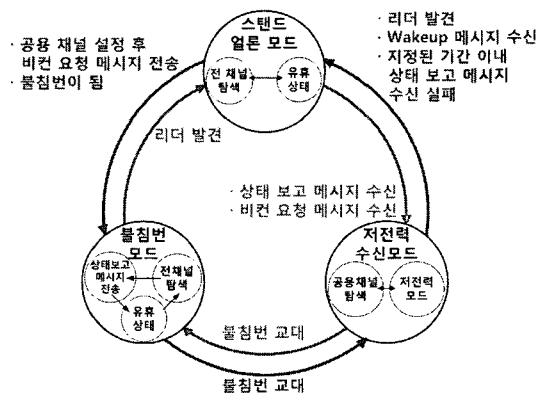 스탠드
얼론 모드
전 채널
탐색
유휴
상태
· 공용 채널 설정 후
비컨 요청 메시지 전송
· 불침번이 됨
· 리더 발견
· Wakeup 메시지 수신
· 지정된 기간 이내
상태 보고 메시지
수신 실패
리더 발견
· 상태 보고 메시지 수신
· 비컨 요청 메시지 수신
불침번
모드
상태보고
메시지
전송
전채널
탐색
유휴
상태
저전력
수신모드
공용채널
탐색
저전력
모드
불침번 교대
불침번 교대